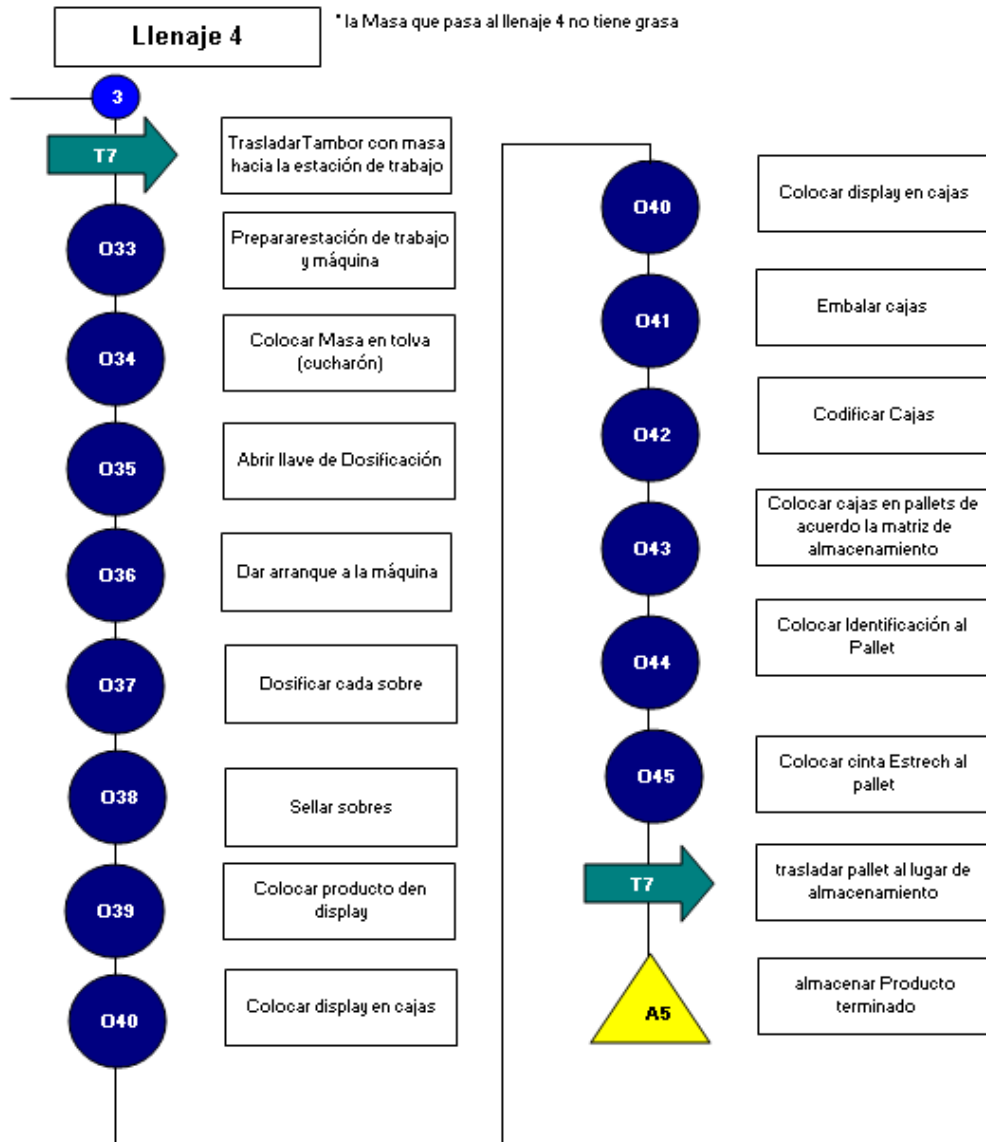 Llenaje 4
* la Masa que pasa al llenaje 4 no tiene grasa
3
T7
TrasladarTambor con masa
hacia la estación de trabajo
O33
Prepararestación de trabajo
y máquina
O34
Colocar Masa en tolva
(cucharón)
O35
Abrir llave de Dosificación
O36
Dar arranque a la máquina
O37
Dosificar cada sobre
O38
Sellar sobres
O39
Colocar producto den
display
O40
Colocar display en cajas
O40
Colocar display en cajas
O41
Embalar cajas
O42
Codificar Cajas
O43
Colocar cajas en pallets de
acuerdo la matriz de
almacenamiento
O44
Colocar Identificación al
Pallet
O45
Colocar cinta Estrech al
pallet
T7
trasladar pallet al lugar de
almacenamiento
A5
almacenar Producto
terminado